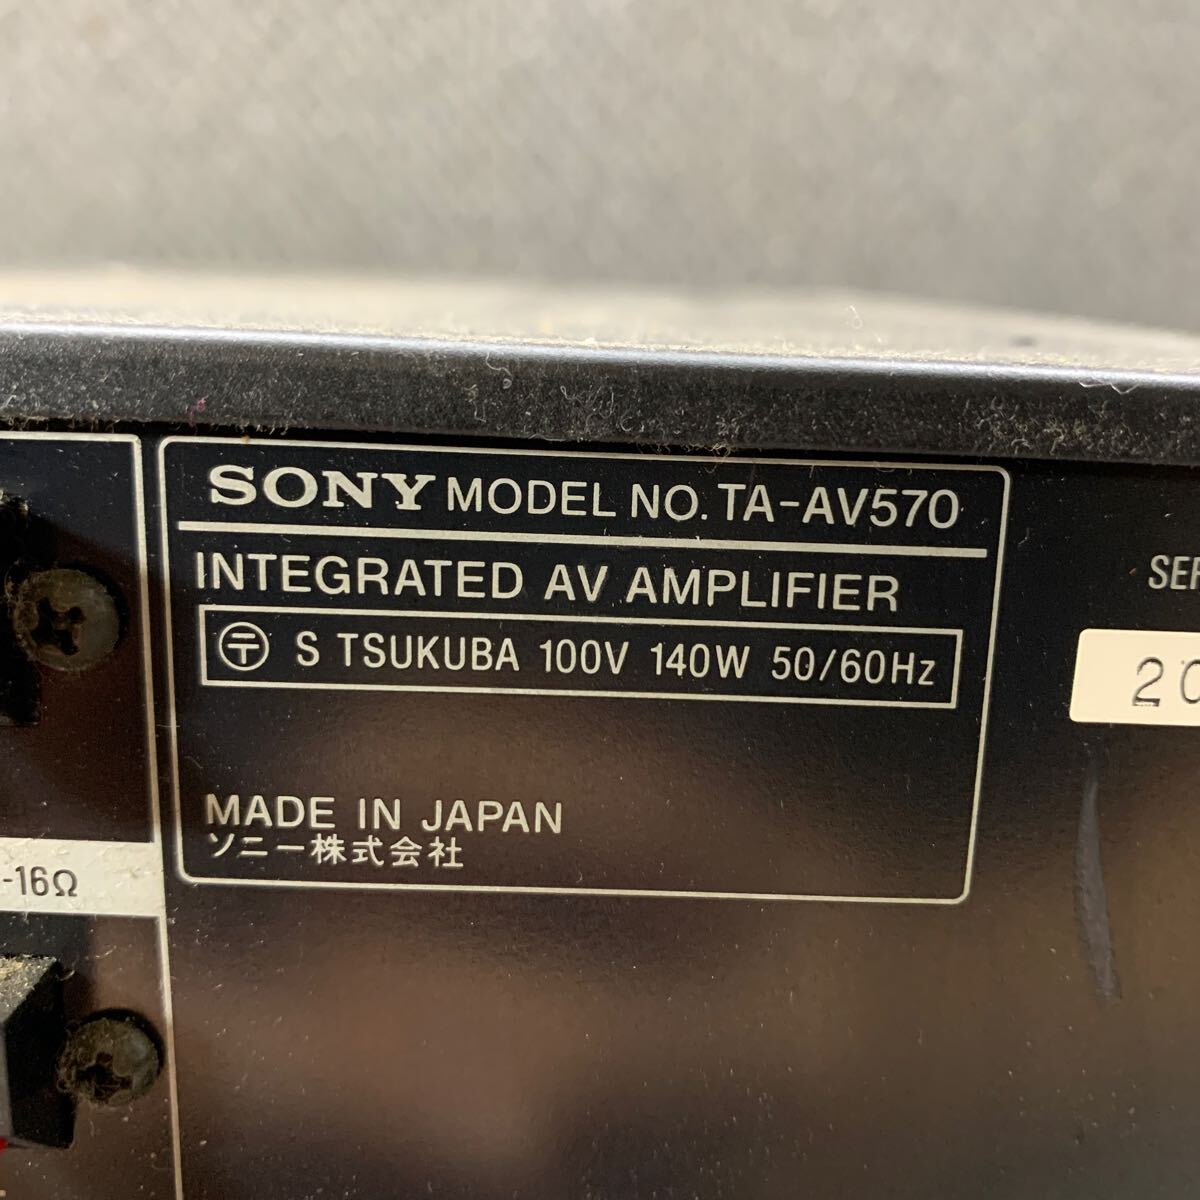 SONY MODEL NO. TA-AV570
INTEGRATED AV AMPLIFIER
〒 S TSUKUBA 100V 140W 50/60Hz
MADE IN JAPAN
ソニー株式会社
-16Ω
SER
20